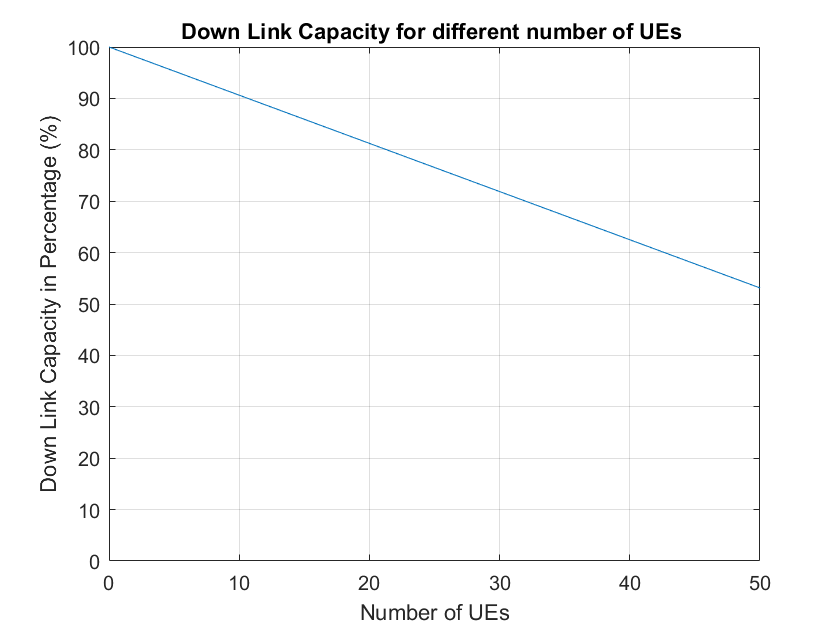 Down Link Capacity for different number of UEs
Down Link Capacity in Percentage (%)
100
90
80
70
60
50
40
30
20
10
0
0 10 20 30 40 50
Number of UEs